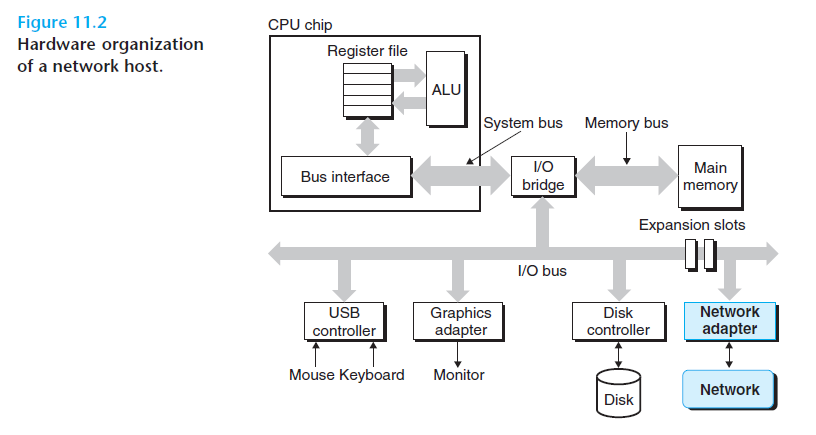 Figure 11.2
Hardware organization
of a network host.
CPU chip
Register file
ALU
System bus
Memory bus
Bus interface
I/O
bridge
Main
memory
Expansion slots
I/O bus
USB
controller
Graphics
adapter
Disk
controller
Network
adapter
Mouse Keyboard
Monitor
Disk
Network